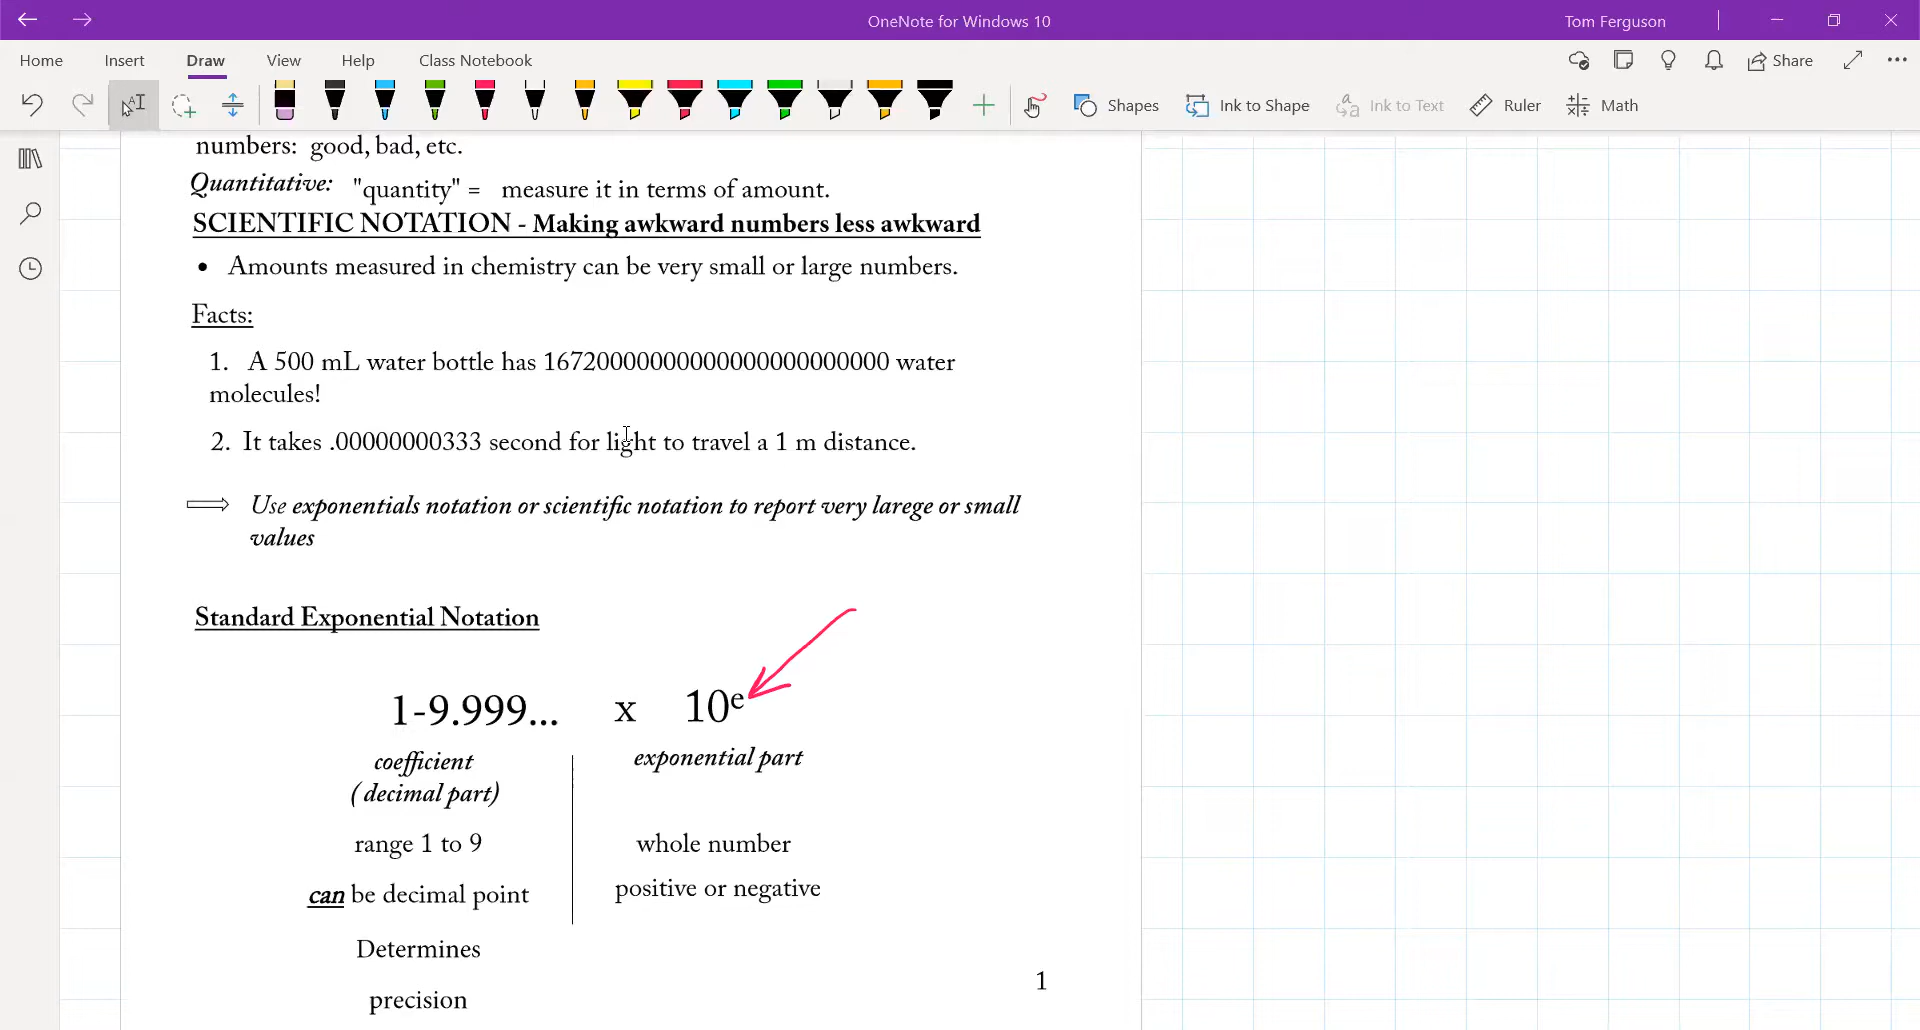 OneNote for Windows 10
Tom Ferguson
Home Insert Draw View Help Class Notebook
Share
Shapes Ink to Shape Ink to Text Ruler Math
numbers: good, bad, etc.
Quantitative: "quantity" = measure it in terms of amount.
SCIENTIFIC NOTATION - Making awkward numbers less awkward
• Amounts measured in chemistry can be very small or large numbers.
Facts:
1. A 500 mL water bottle has 16720000000000000000000000 water
molecules!
2. It takes .00000000333 second for light to travel a 1 m distance.
⇒ Use exponentials notation or scientific notation to report very larege or small
values
Standard Exponential Notation
1-9.999... x 10ᵉ
coefficient exponential part
( decimal part)
range 1 to 9 whole number
can be decimal point positive or negative
Determines
precision
1